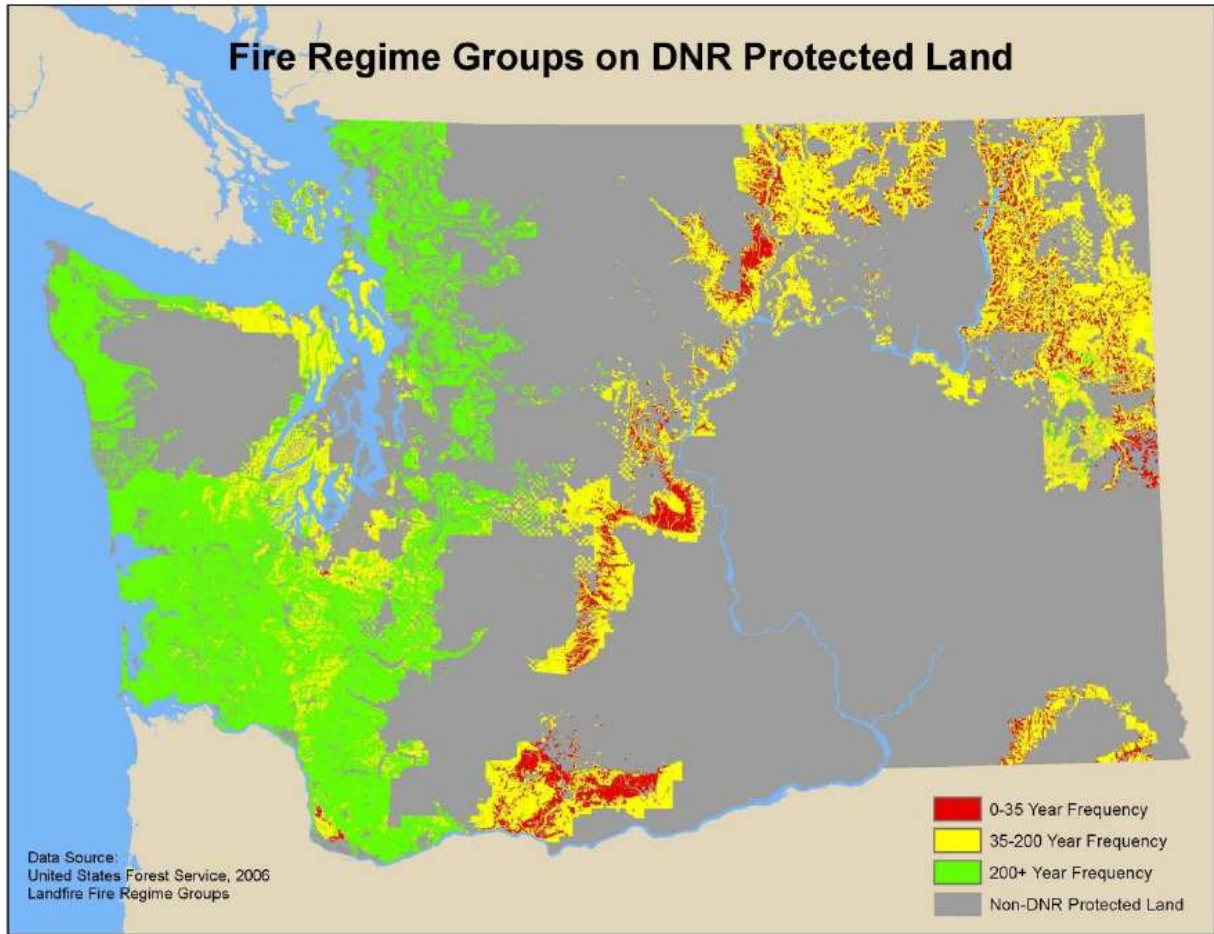 Fire Regime Groups on DNR Protected Land
0-35 Year Frequency
35-200 Year Frequency
200+ Year Frequency
Non-DNR Protected Land
Data Source:
United States Forest Service, 2006
Landfire Fire Regime Groups